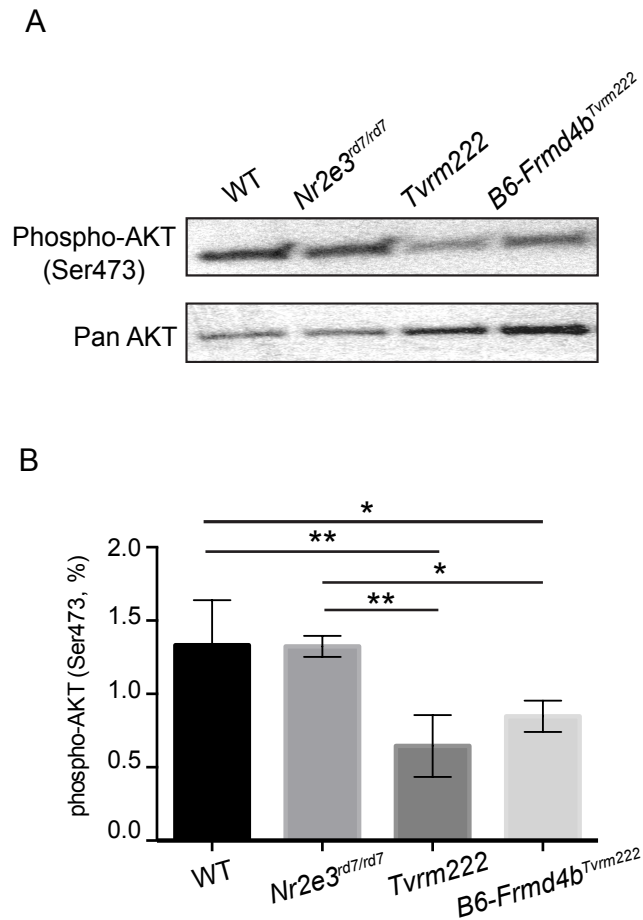 A
WT Nr2e3rd7/rd7 Tvrm222 B6-Frmd4bTvrm222
Phospho-AKT
(Ser473)
Pan AKT
B
*
**
*
**
phospho-AKT (Ser473, %)
2.0
1.5
1.0
0.5
0.0
WT Nr2e3rd7/rd7 Tvrm222 B6-Frmd4bTvrm222